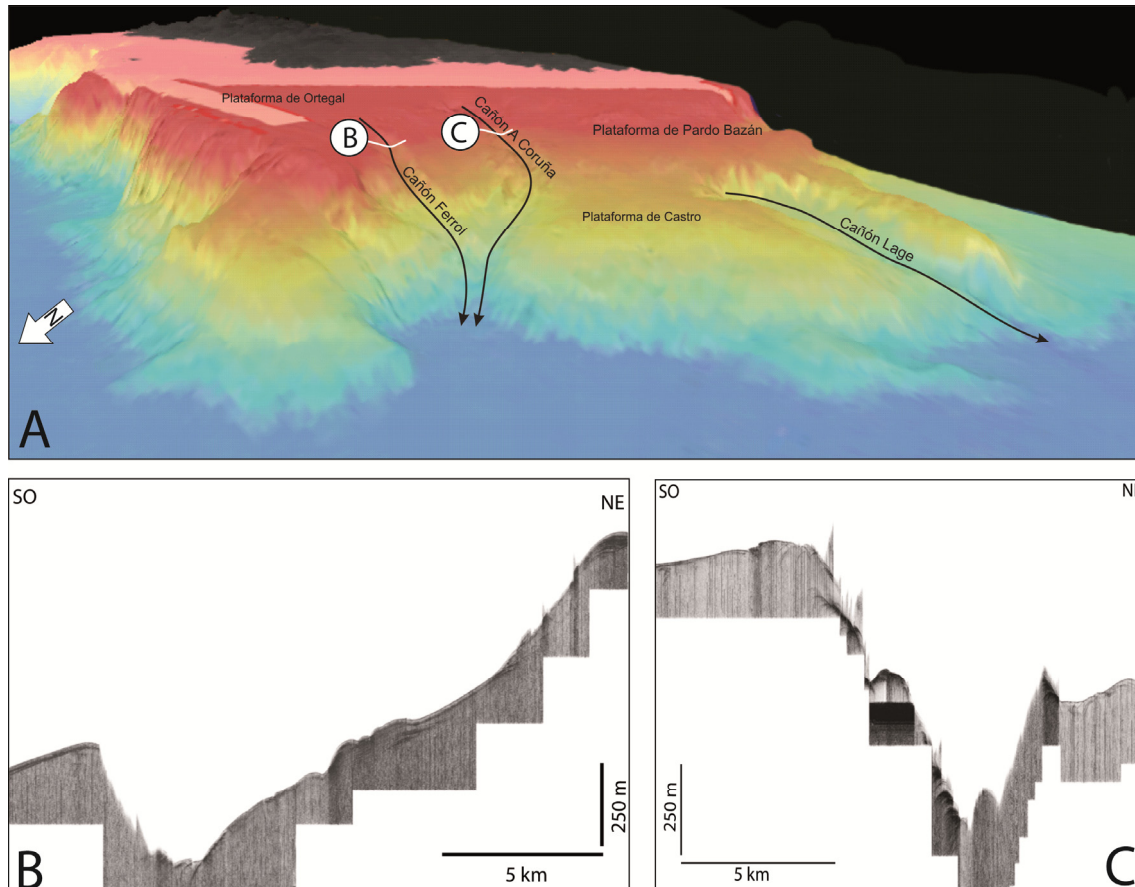 Plataforma de Ortegal
B
C
Cañón A Coruña
Plataforma de Pardo Bazán
Cañón Ferrol
Plataforma de Castro
Cañón Lage
N
A
SO
NE
250 m
5 km
B
SO
NE
250 m
5 km
C